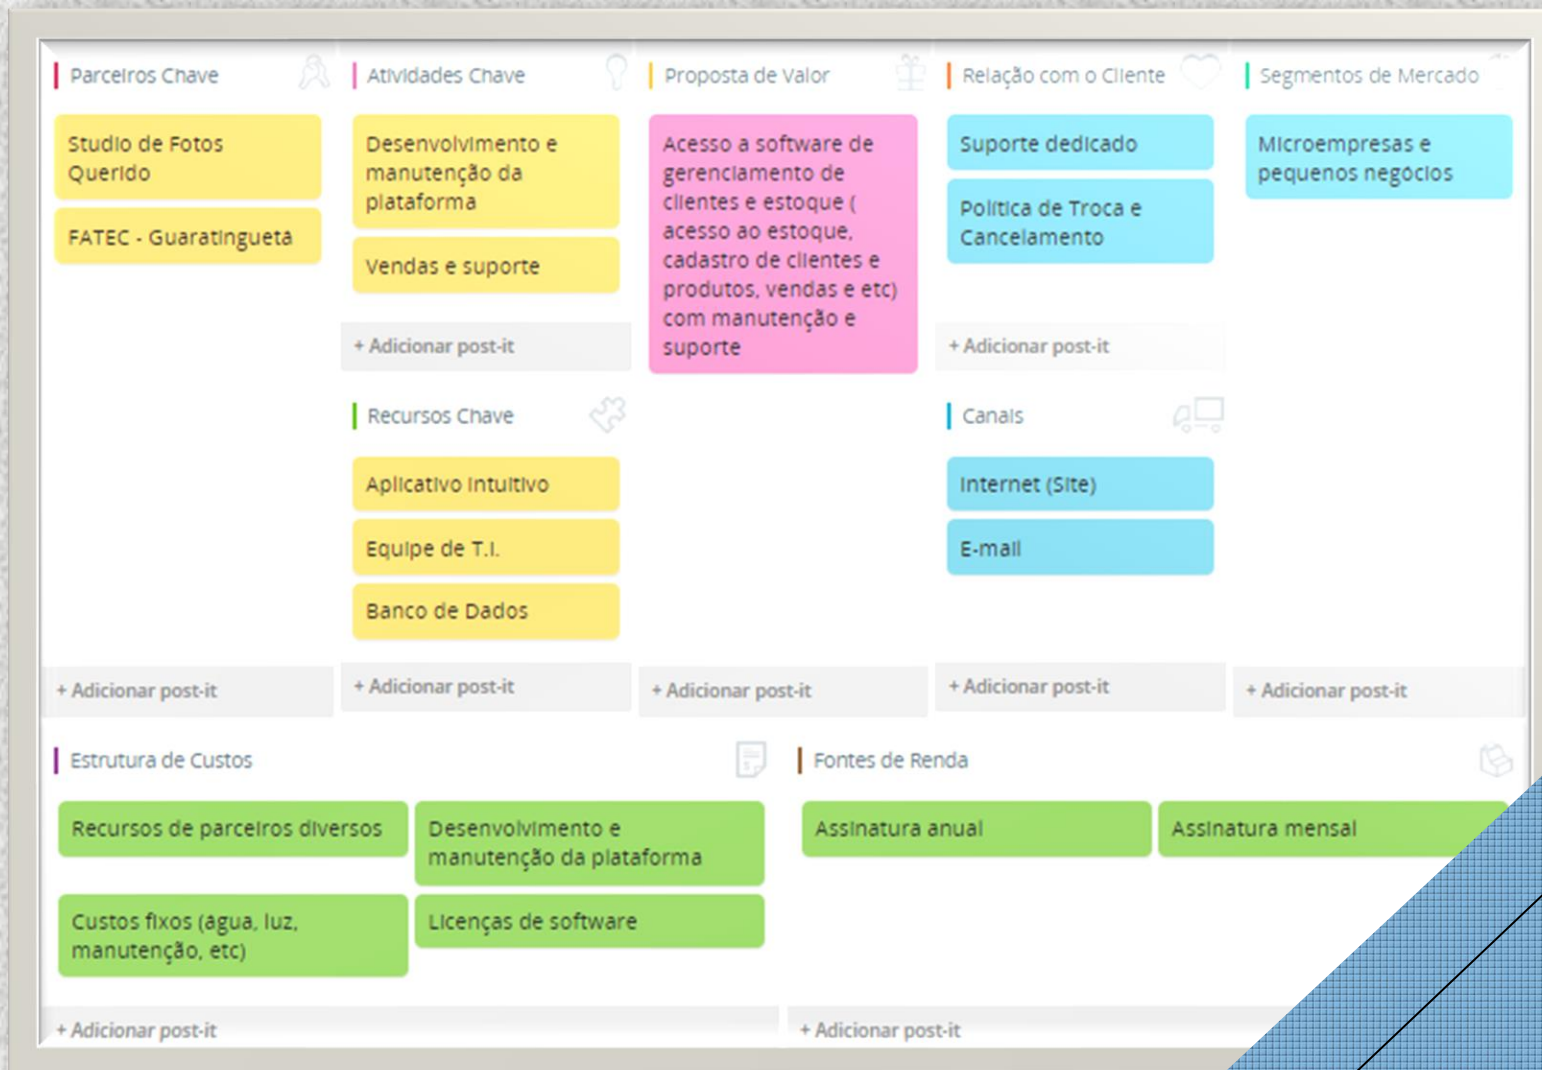 Parceiros Chave
Studio de Fotos
Querido
FATEC - Guaratinguetá
+ Adicionar post-it
Atividades Chave
Desenvolvimento e
manutenção da
plataforma
Vendas e suporte
+ Adicionar post-it
Recursos Chave
Aplicativo Intuitivo
Equipe de T.I.
Banco de Dados
+ Adicionar post-it
Proposta de Valor
Acesso a software de
gerenciamento de
clientes e estoque (
acesso ao estoque,
cadastro de clientes e
produtos, vendas e etc)
com manutenção e
suporte
+ Adicionar post-it
Relação com o Cliente
Suporte dedicado
Política de Troca e
Cancelamento
+ Adicionar post-it
Canais
Internet (Site)
E-mail
+ Adicionar post-it
Segmentos de Mercado
Microempresas e
pequenos negócios
+ Adicionar post-it
Estrutura de Custos
Recursos de parceiros diversos
Desenvolvimento e
manutenção da plataforma
Custos fixos (água, luz,
manutenção, etc)
Licenças de software
+ Adicionar post-it
Fontes de Renda
Assinatura anual
Assinatura mensal
+ Adicionar post-it